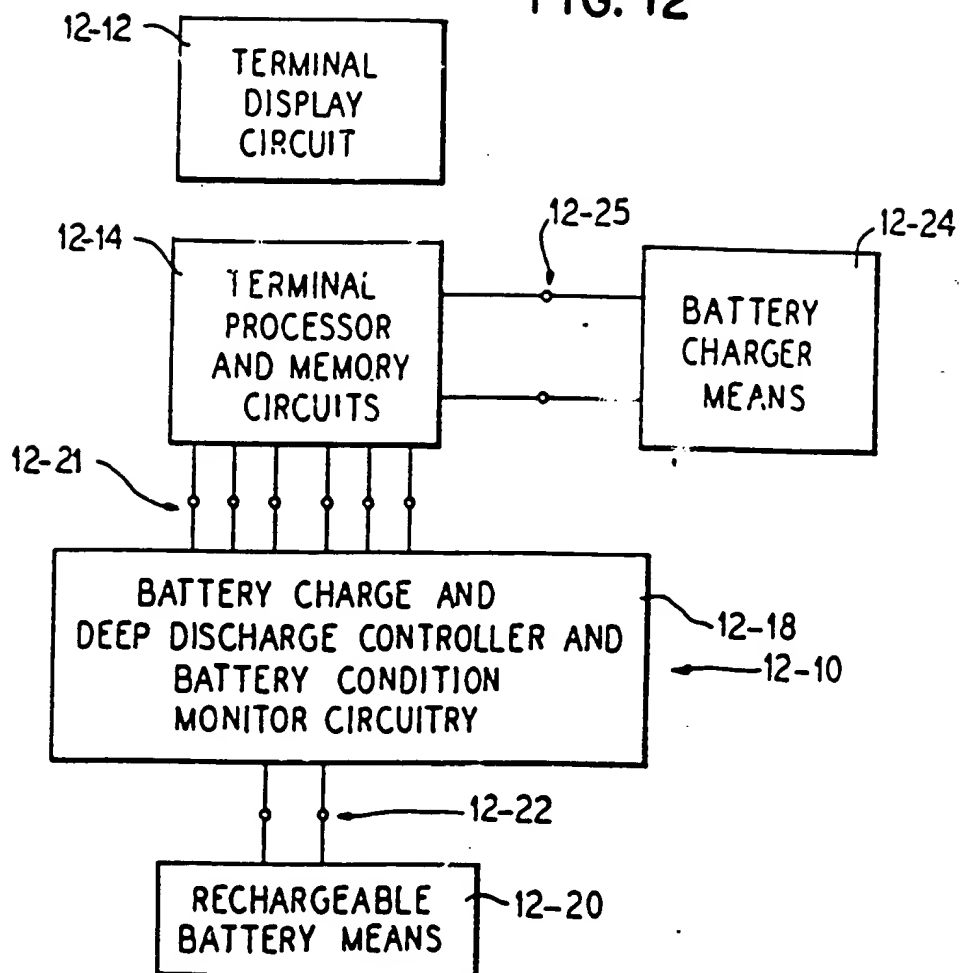 FIG. 12
12-12
TERMINAL
DISPLAY
CIRCUIT
12-14
TERMINAL
PROCESSOR
AND MEMORY
CIRCUITS
12-25
12-24
BATTERY
CHARGER
MEANS
12-21
BATTERY CHARGE AND
DEEP DISCHARGE CONTROLLER AND
BATTERY CONDITION
MONITOR CIRCUITRY
12-18
12-10
12-22
RECHARGEABLE
BATTERY MEANS
12-20